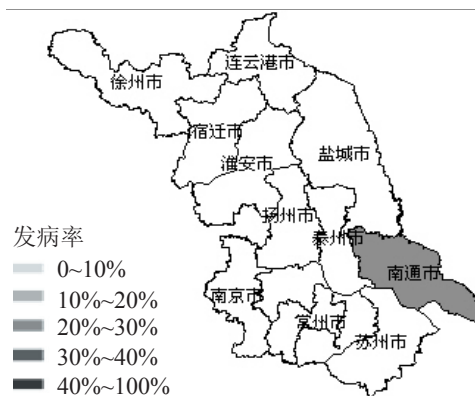 连云港市
徐州市
宿迁市
盐城市
淮安市
扬州市
泰州市
南通市
南京市
常州市
苏州市
发病率
0~10%
10%~20%
20%~30%
30%~40%
40%~100%